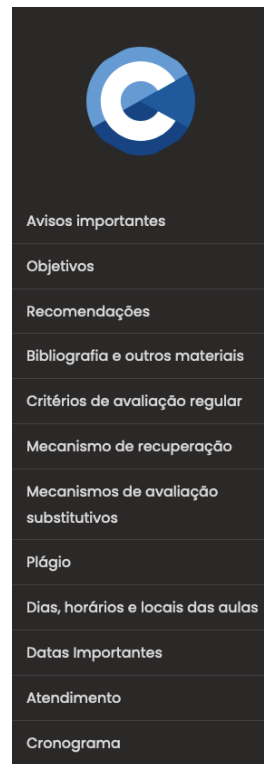 Avisos importantes
Objetivos
Recomendações
Bibliografia e outros materiais
Critérios de avaliação regular
Mecanismo de recuperação
Mecanismos de avaliação
substitutivos
Plágio
Dias, horários e locais das aulas
Datas Importantes
Atendimento
Cronograma